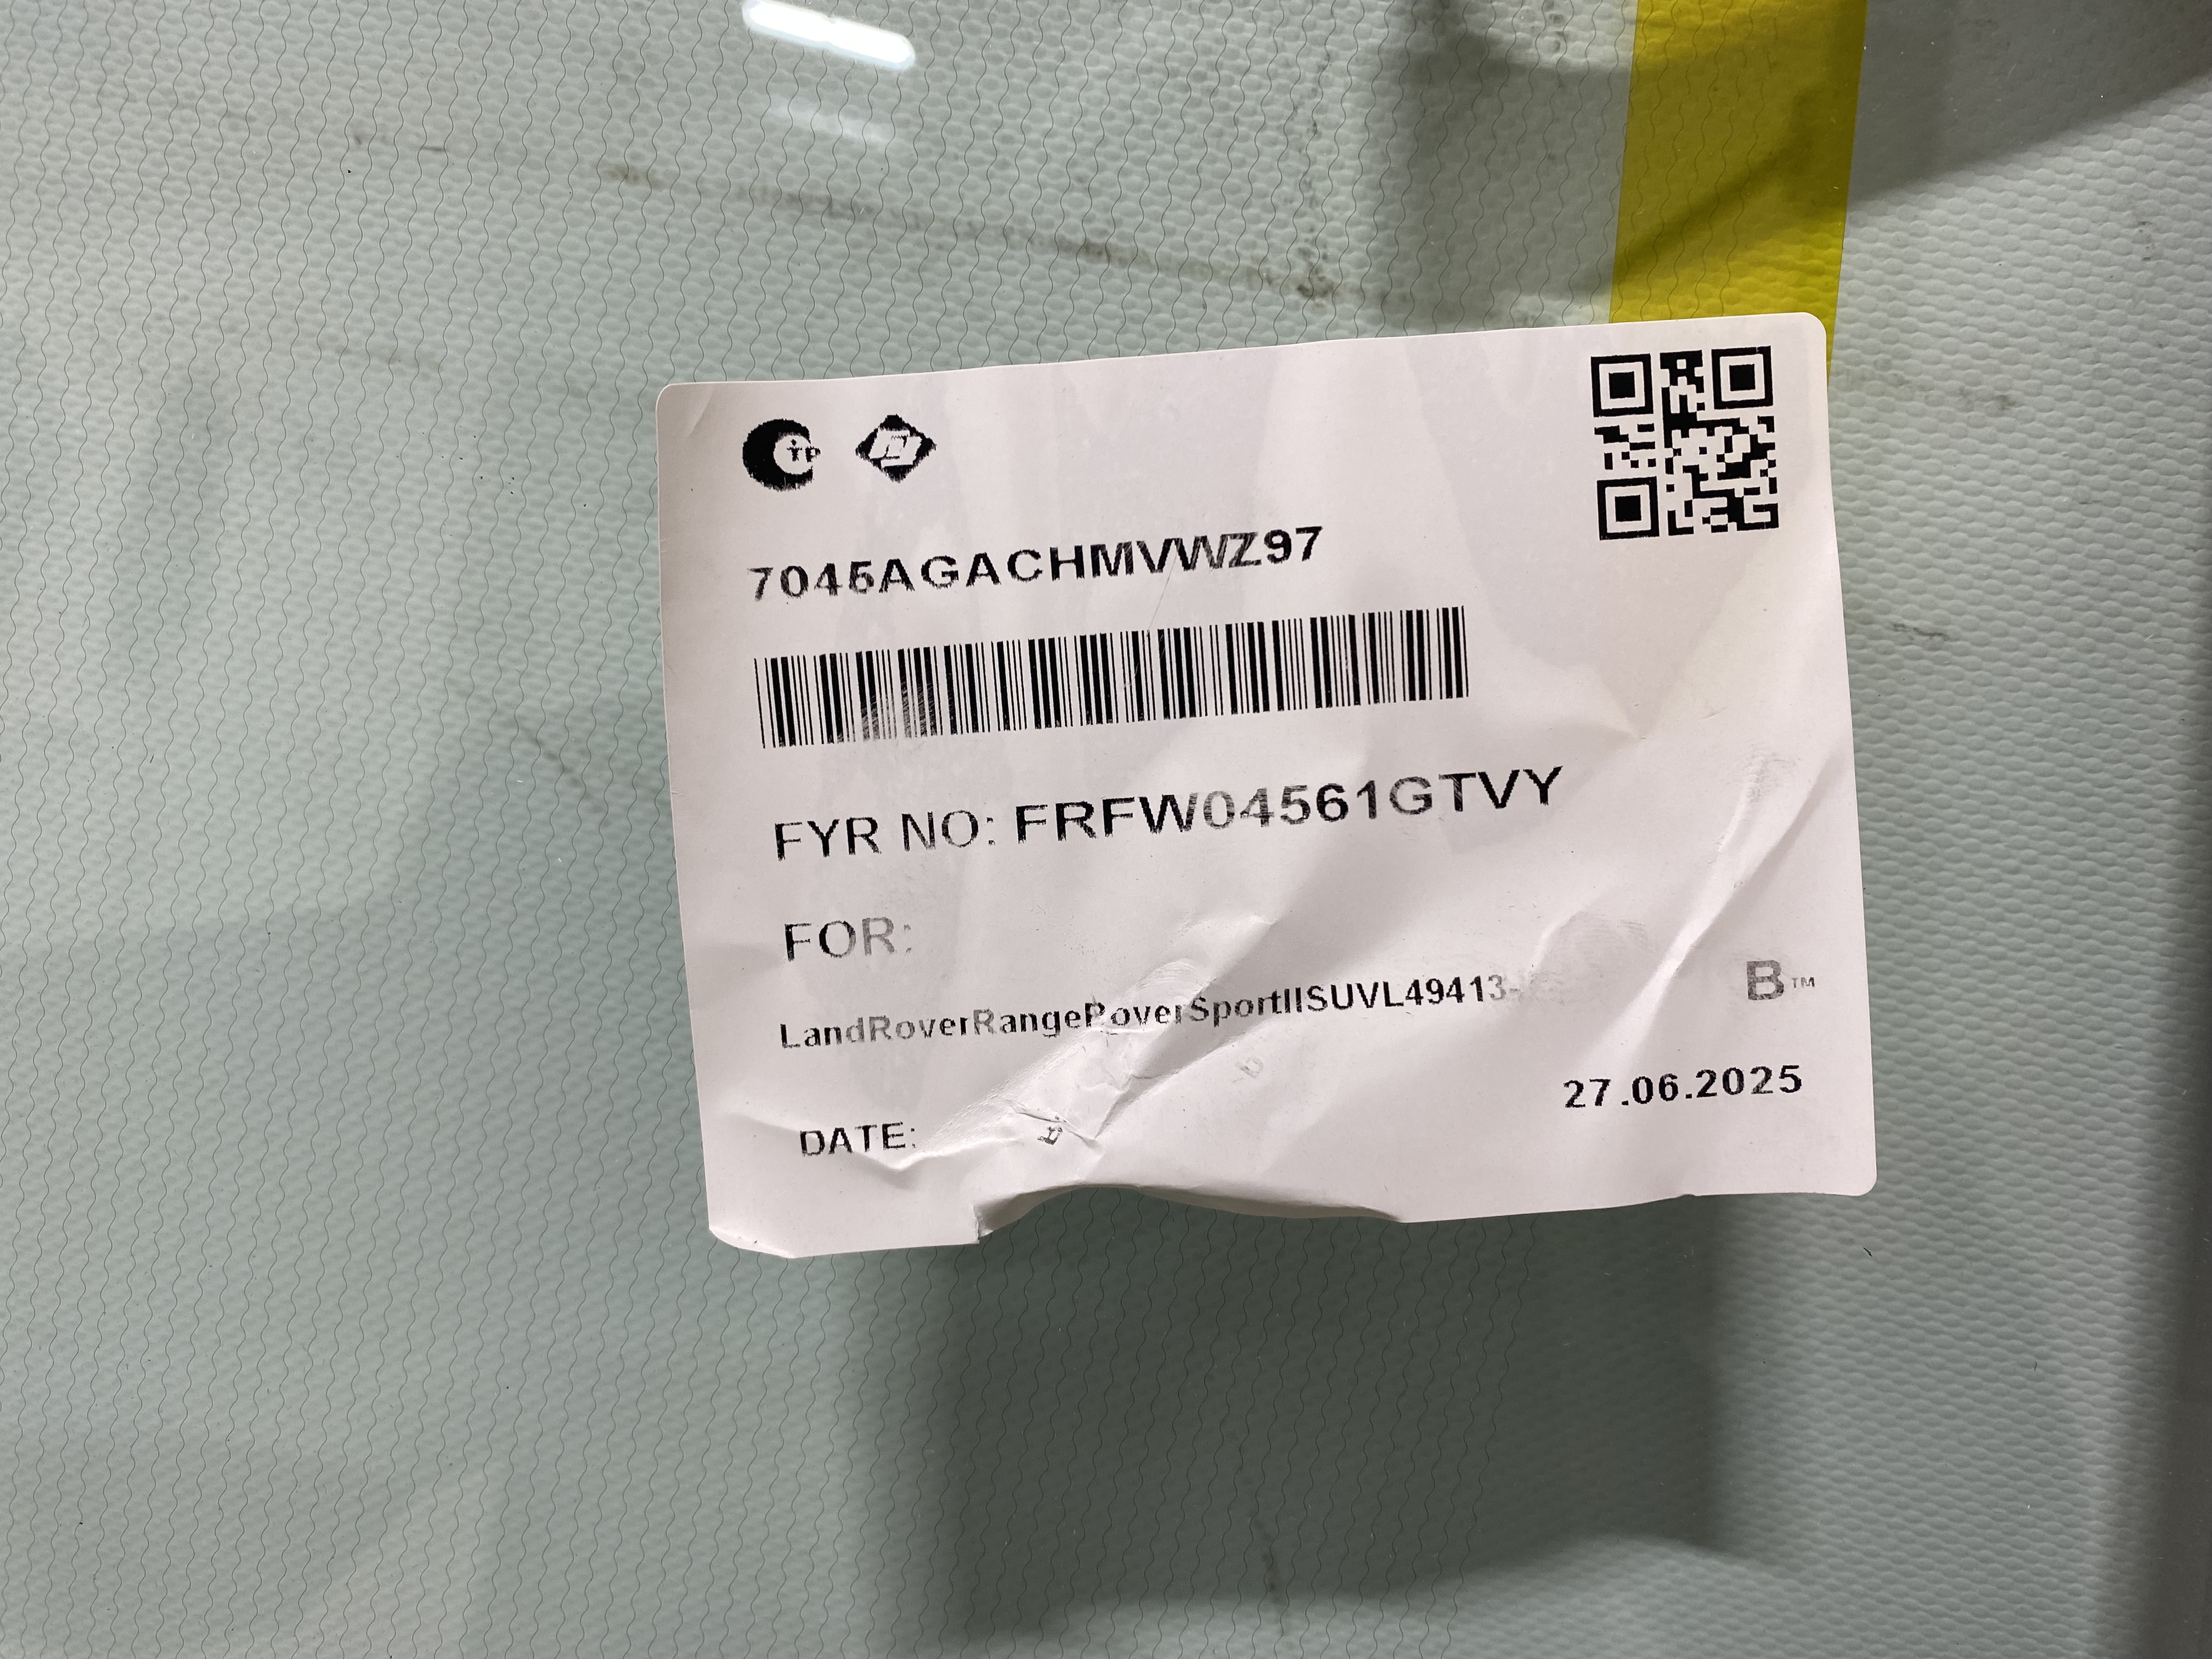 7045AGACHMVWZ97
FYR NO: FRFW04561GTVY
FOR:
LandRoverRangeRoverSportIISUVL49413-
B™
27.06.2025
DATE: